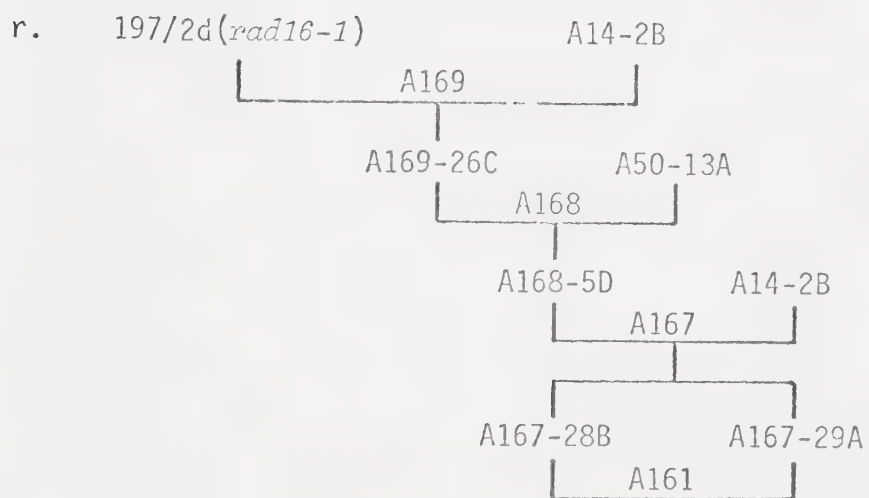 r. 197/2d(rad16-1) A14-2B
A169
A169-26C A50-13A
A168
A168-5D A14-2B
A167
A167-28B A167-29A
A161